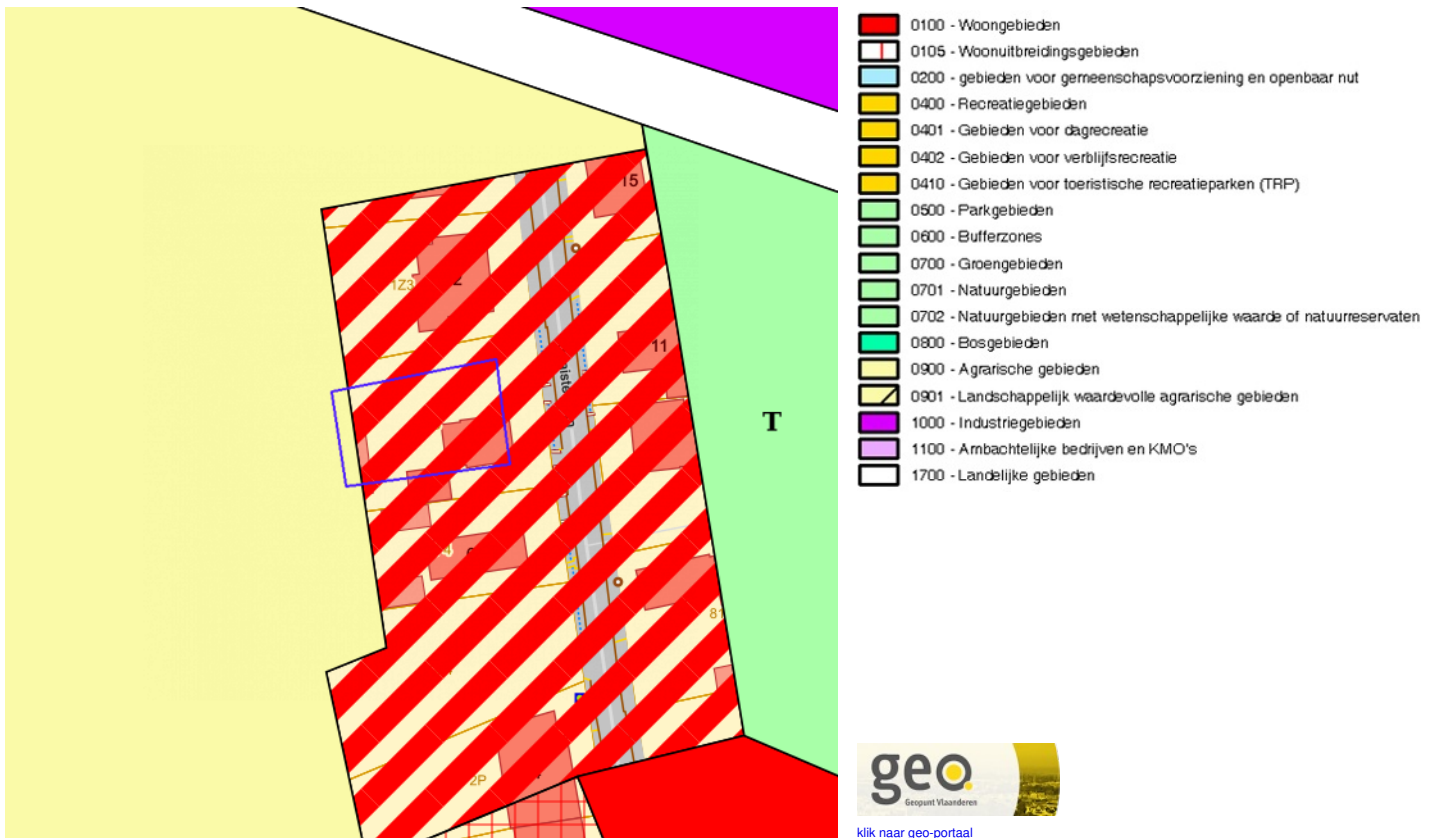 15
1Z3
2
11
T
4
81
2P
0100 - Woongebieden
0105 - Woonuitbreidingsgebieden
0200 - gebieden voor gemeenschapsvoorziening en openbaar nut
0400 - Recreatiegebieden
0401 - Gebieden voor dagrecreatie
0402 - Gebieden voor verblijfsrecreatie
0410 - Gebieden voor toeristische recreatieparken (TRP)
0500 - Parkgebieden
0600 - Bufferzones
0700 - Groengebieden
0701 - Natuurgebieden
0702 - Natuurgebieden met wetenschappelijke waarde of natuurreservaten
0800 - Bosgebieden
0900 - Agrarische gebieden
0901 - Landschappelijk waardevolle agrarische gebieden
1000 - Industriegebieden
1100 - Ambachtelijke bedrijven en KMO's
1700 - Landelijke gebieden
geo.
Geopunt Vlaanderen
klik naar geo-portaal